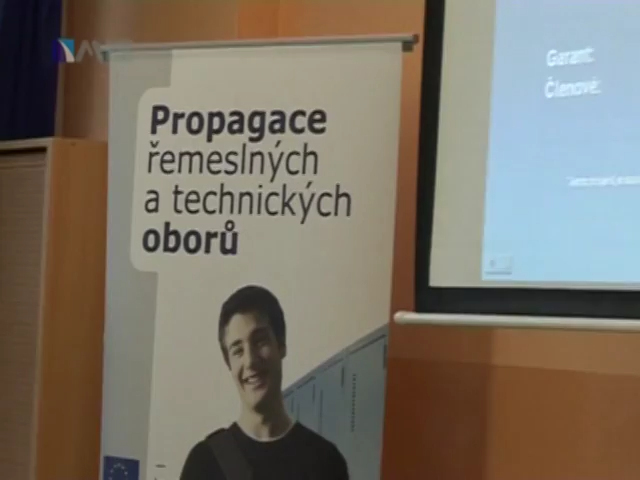 Propagace
řemeslných
a technických
oborů
Garant:
Členové: